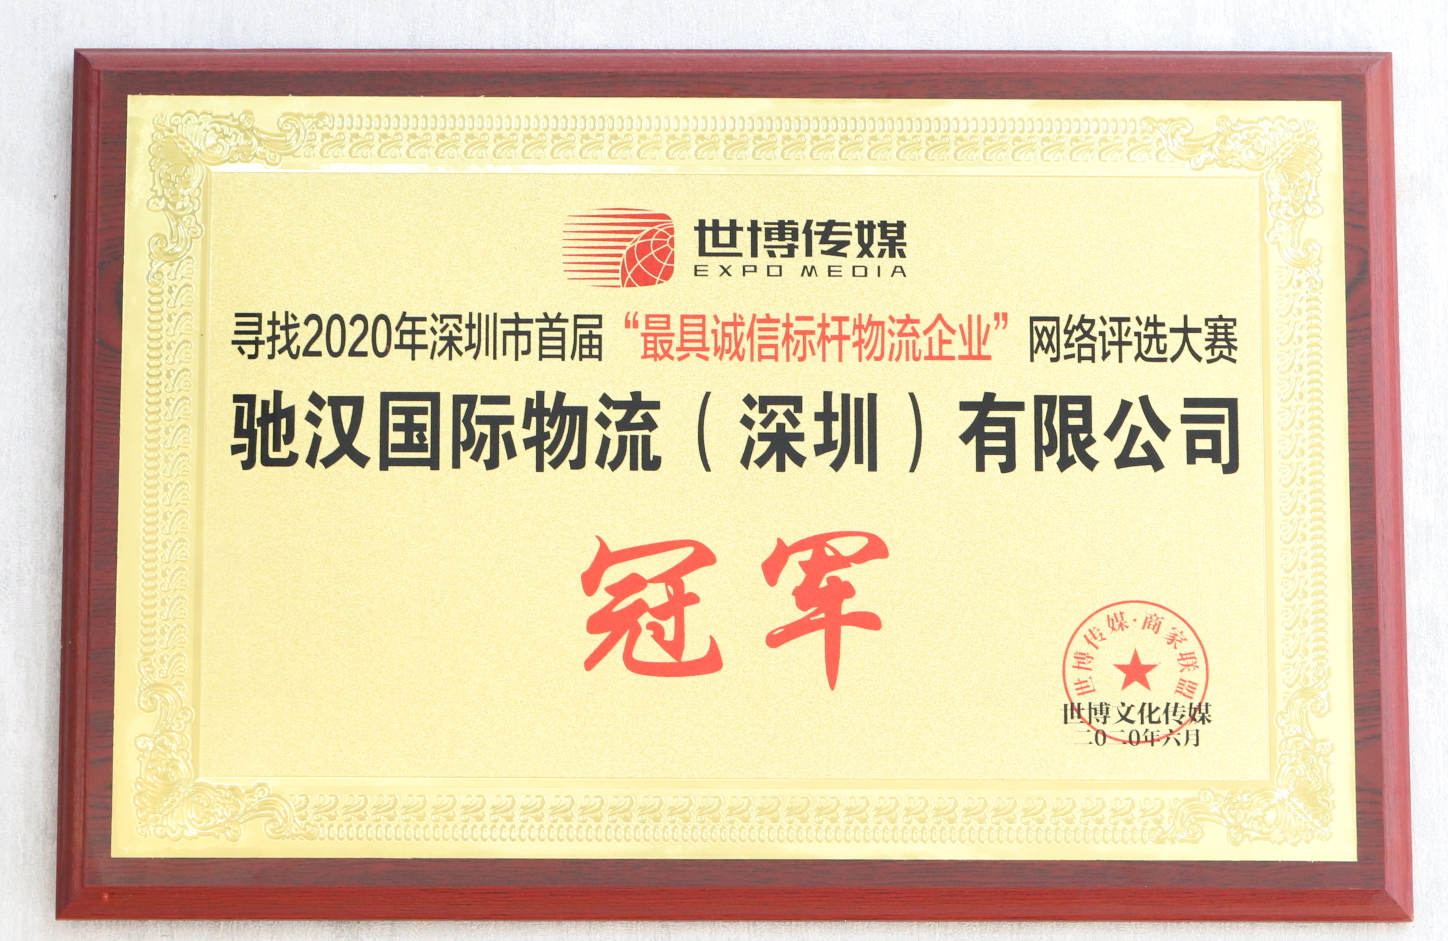 世博传媒
EXPO MEDIA
寻找2020年深圳市首届“最具诚信标杆物流企业”网络评选大赛
驰汉国际物流（深圳）有限公司
冠军
世博传媒·商家联盟
世博文化传媒
二〇二〇年六月